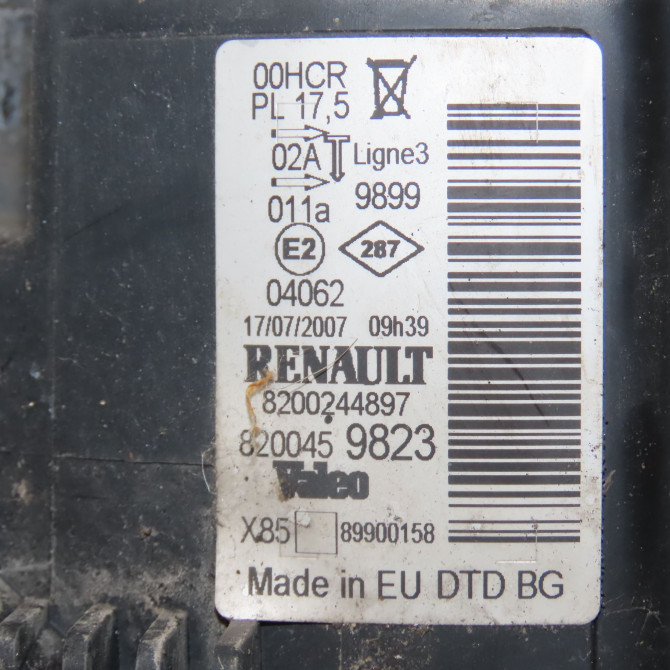 00HCR
PL 17,5
02A Ligne3
011a 9899
E2 287
04062
17/07/2007 09h39
RENAULT
8200244897
820045 9823
Valeo
X85 89900158
Made in EU DTD BG